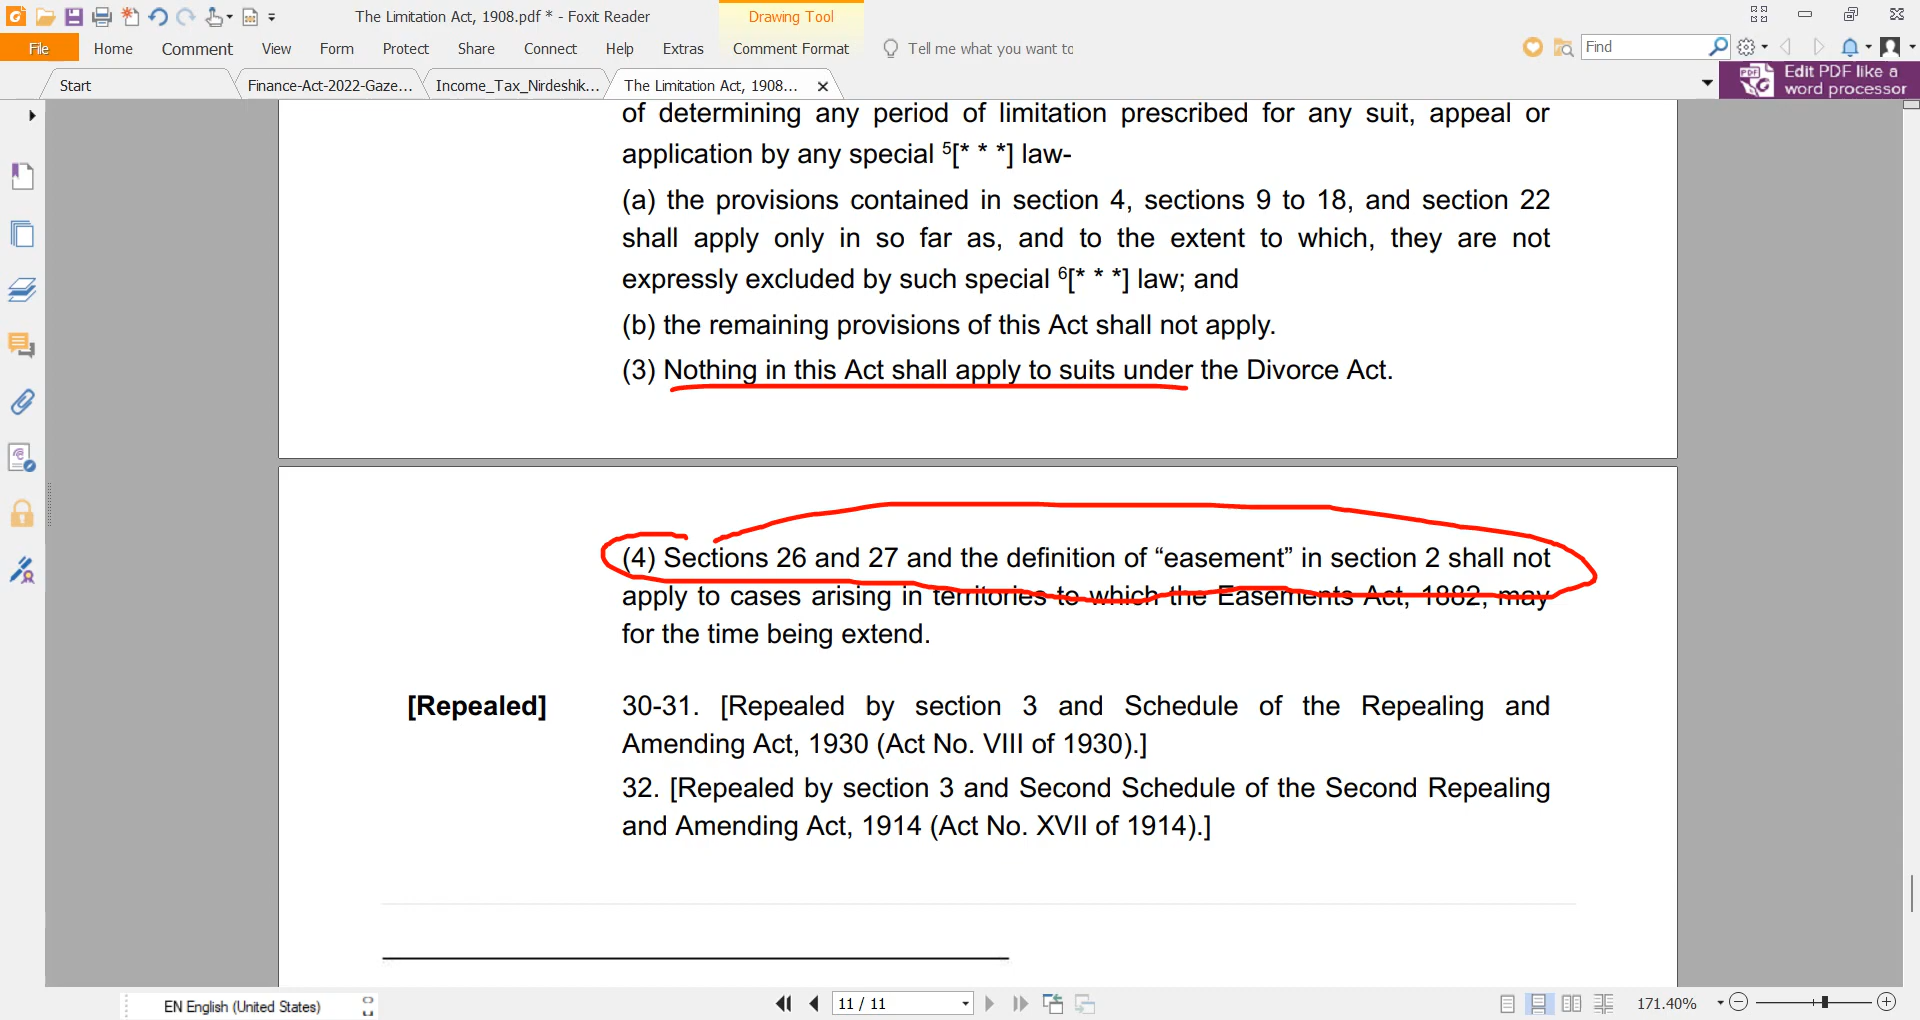 The Limitation Act, 1908.pdf * - Foxit Reader
Drawing Tool
File
Home
Comment
View
Form
Protect
Share
Connect
Help
Extras
Comment Format
Tell me what you want to
Find
Start
Finance-Act-2022-Gaze...
Income_Tax_Nirdeshik...
The Limitation Act, 1908...
Edit PDF like a
word processor
of determining any period of limitation prescribed for any suit, appeal or
application by any special 5[* * *] law-
(a) the provisions contained in section 4, sections 9 to 18, and section 22
shall apply only in so far as, and to the extent to which, they are not
expressly excluded by such special 6[* * *] law; and
(b) the remaining provisions of this Act shall not apply.
(3) Nothing in this Act shall apply to suits under the Divorce Act.
(4) Sections 26 and 27 and the definition of “easement” in section 2 shall not
apply to cases arising in territories to which the Easements Act, 1882, may
for the time being extend.
[Repealed]
30-31. [Repealed by section 3 and Schedule of the Repealing and
Amending Act, 1930 (Act No. VIII of 1930).]
32. [Repealed by section 3 and Second Schedule of the Second Repealing
and Amending Act, 1914 (Act No. XVII of 1914).]
EN English (United States)
11 / 11
171.40%